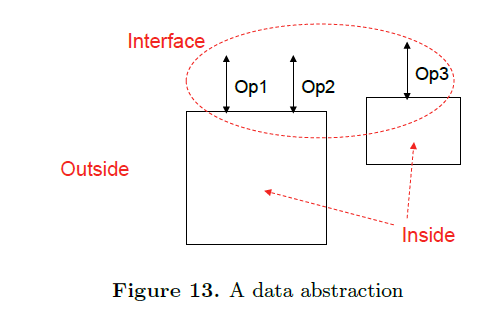 Interface
Op1
Op2
Op3
Outside
Inside
Figure 13. A data abstraction